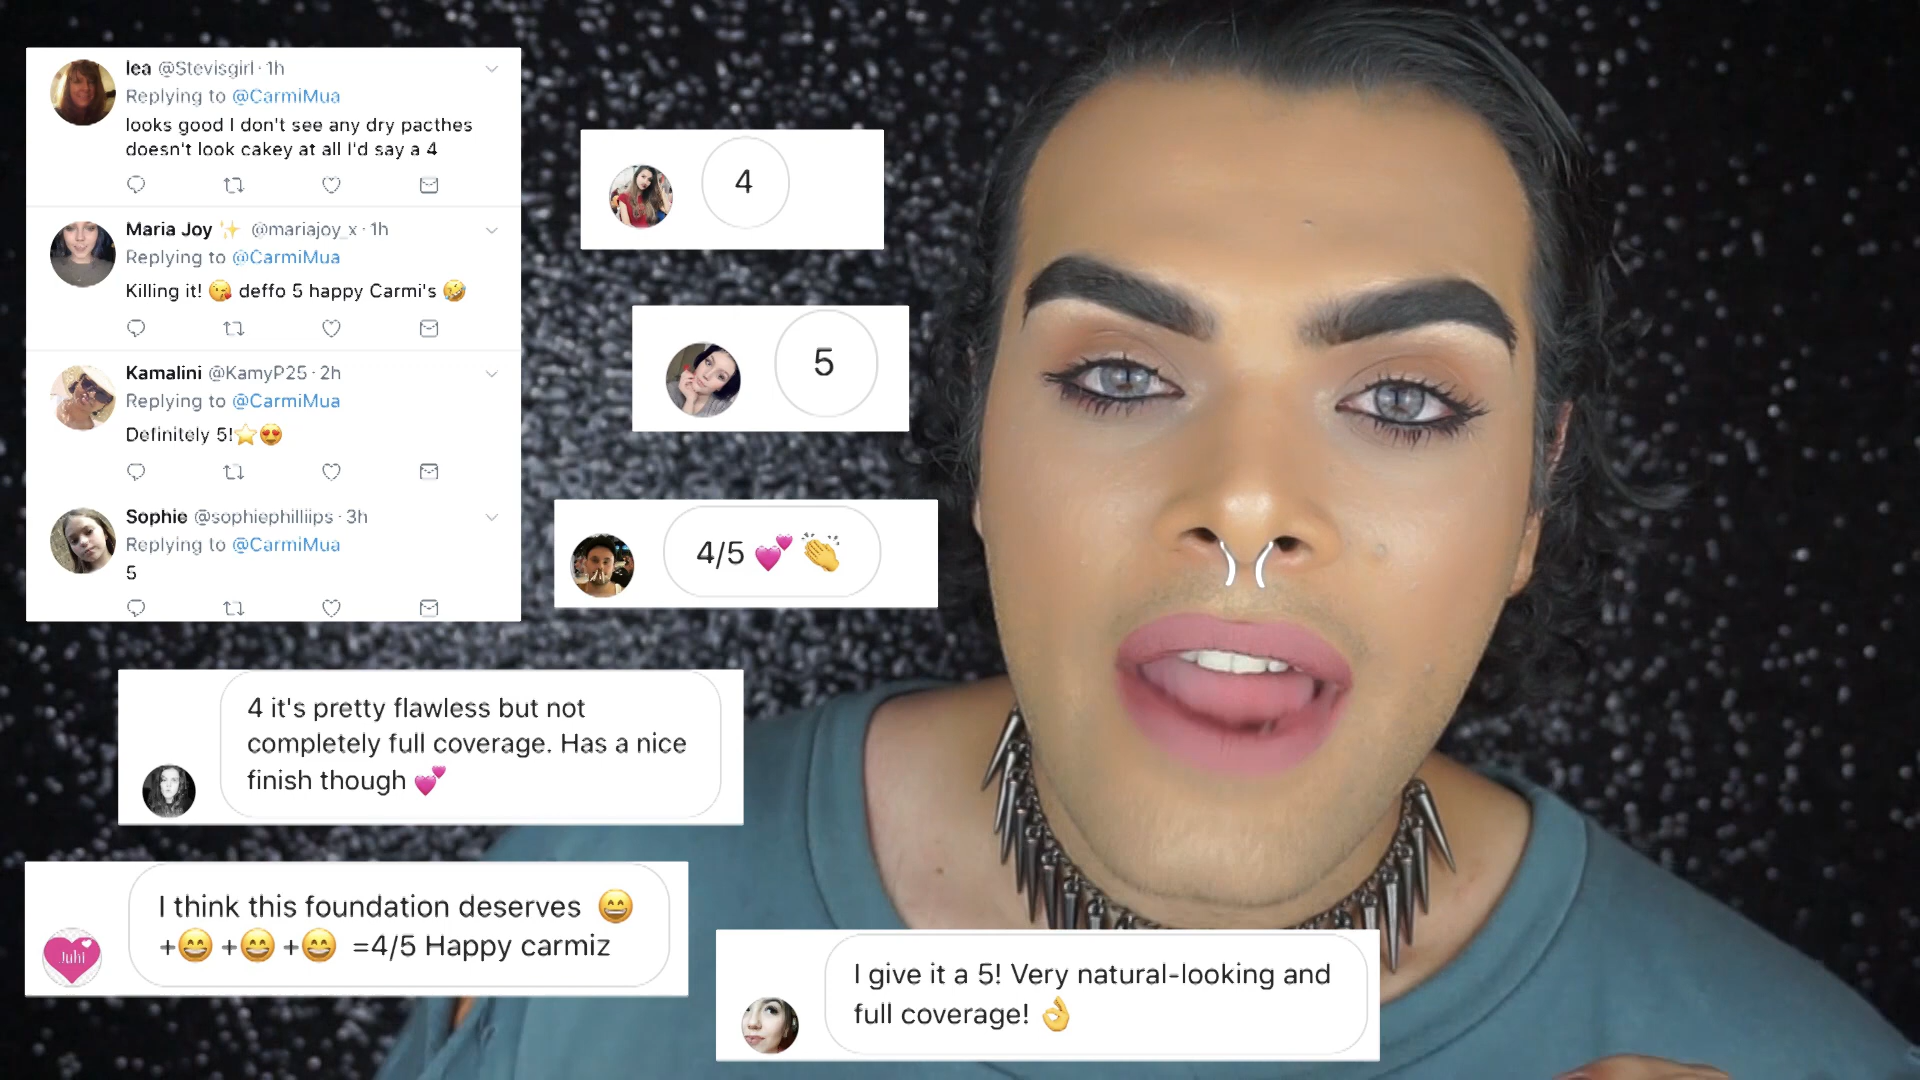 lea @Stevisgirl · 1h
Replying to @CarmiMua
looks good I don't see any dry pacthes
doesn't look cakey at all I'd say a 4
Maria Joy ✨ @mariajoy_x · 1h
Replying to @CarmiMua
Killing it! 😘 deffo 5 happy Carmi's 🤣
Kamalini @KamyP25 · 2h
Replying to @CarmiMua
Definitely 5!⭐😍
Sophie @sophiephilliips · 3h
Replying to @CarmiMua
5
4
5
4/5 💕 👏
4 it's pretty flawless but not
completely full coverage. Has a nice
finish though 💕
Juhi
I think this foundation deserves 😄
+😄 +😄 +😄 =4/5 Happy carmiz
I give it a 5! Very natural-looking and
full coverage! 👌